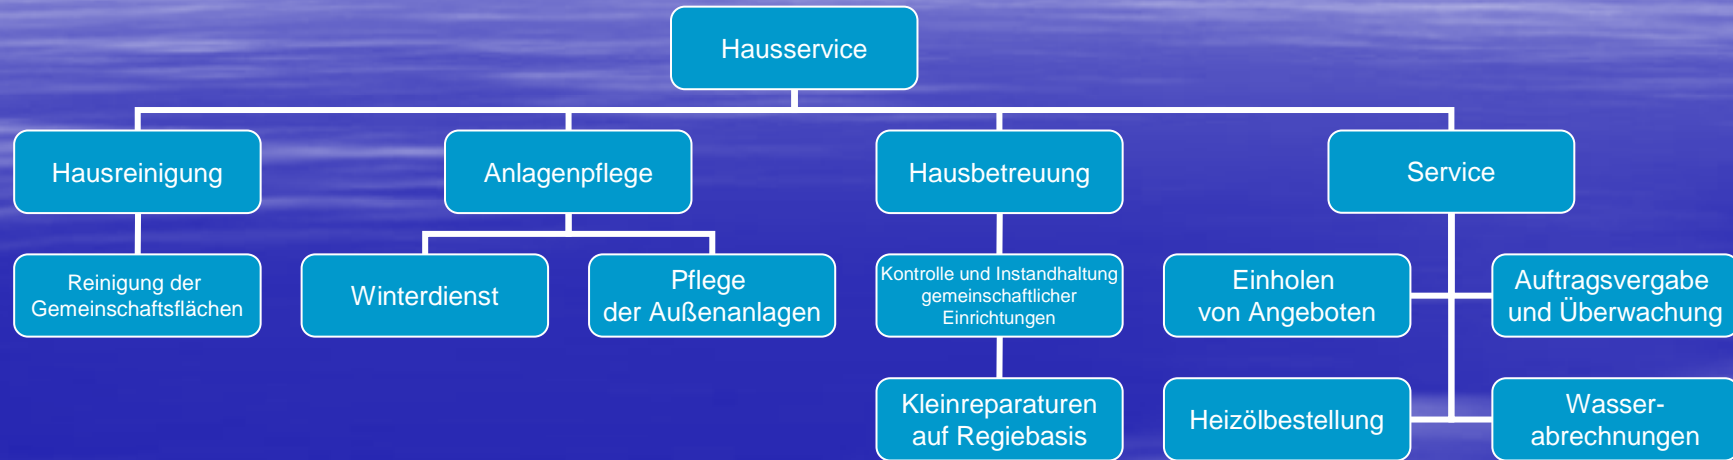 Hausservice
Hausreinigung
Anlagenpflege
Hausbetreuung
Service
Reinigung der
Gemeinschaftsflächen
Winterdienst
Pflege
der Außenanlagen
Kontrolle und Instandhaltung
gemeinschaftlicher
Einrichtungen
Einholen
von Angeboten
Auftragsvergabe
und Überwachung
Kleinreparaturen
auf Regiebasis
Heizölbestellung
Wasser-
abrechnungen